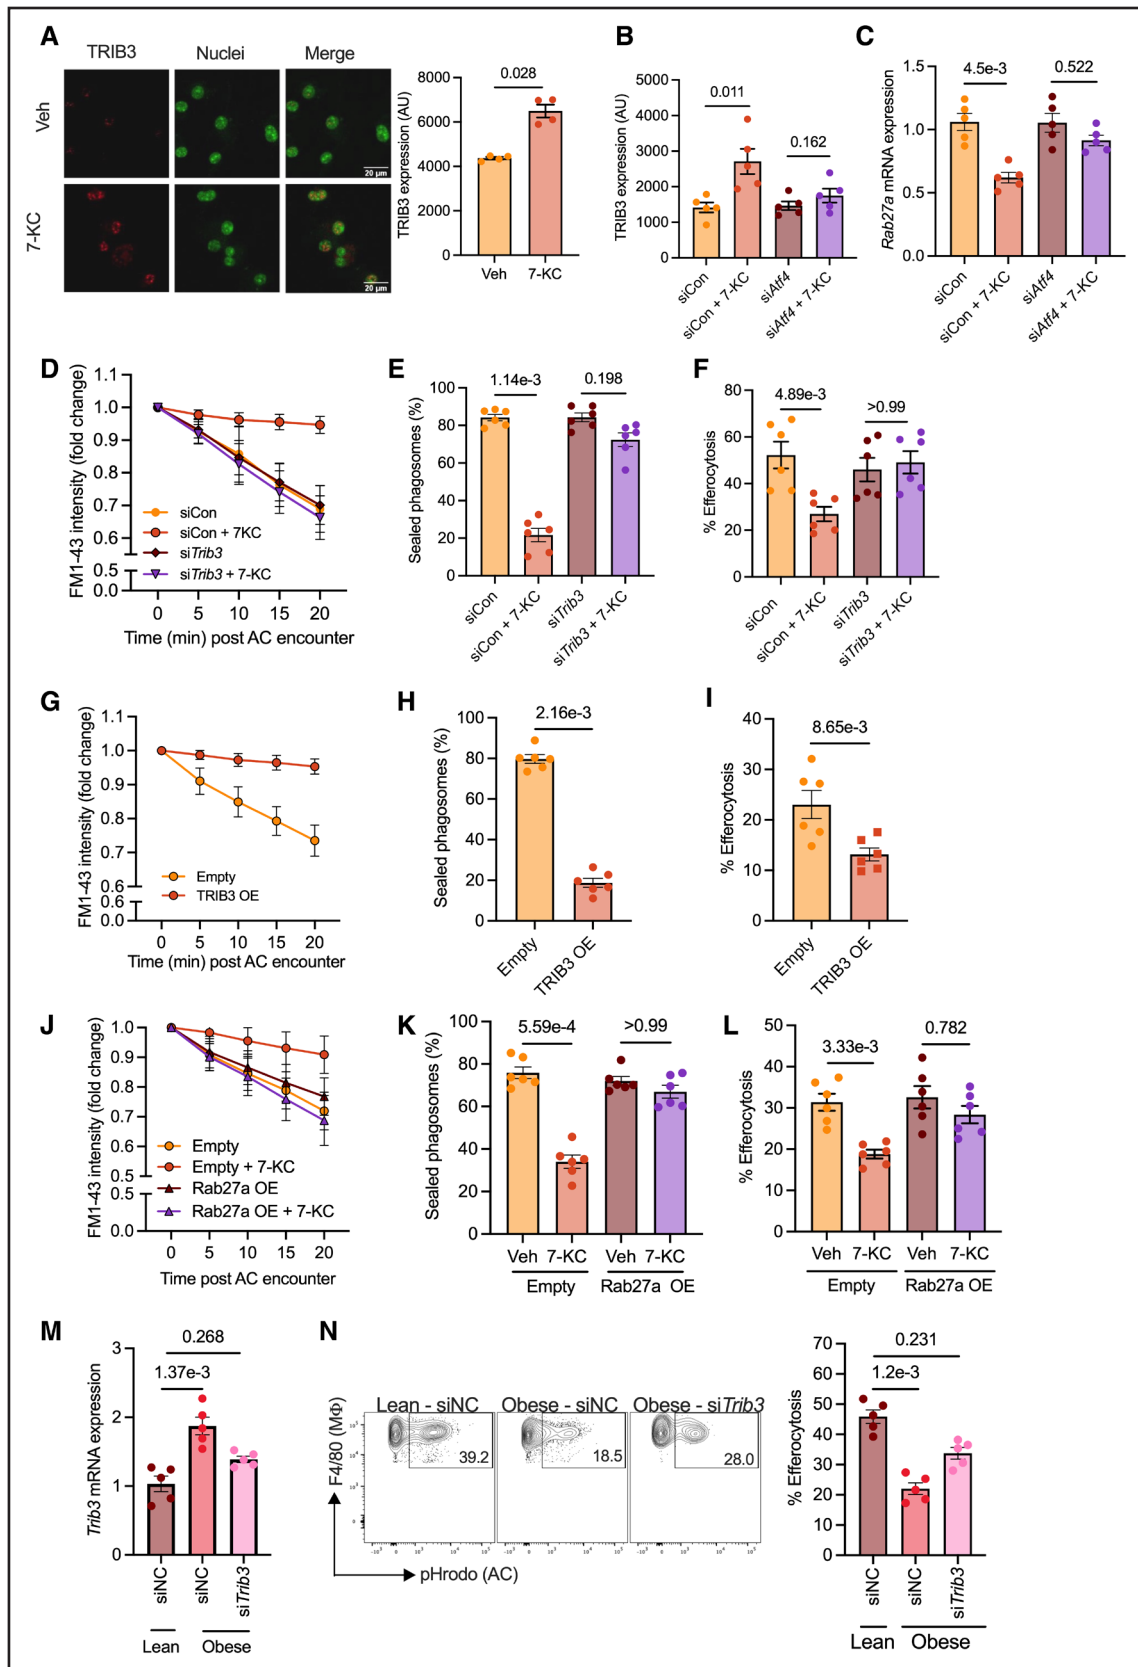 A
TRIB3 Nuclei Merge
Veh
7-KC
20 µm
20 µm
TRIB3 expression (AU)
8000
6000
4000
2000
0
0.028
Veh 7-KC
B
TRIB3 expression (AU)
5000
4000
3000
2000
1000
0
0.011
0.162
siCon
siCon + 7-KC
siAtf4
siAtf4 + 7-KC
C
Rab27a mRNA expression
1.5
1.0
0.5
0.0
4.5e-3
0.522
siCon
siCon + 7-KC
siAtf4
siAtf4 + 7-KC
D
FM1-43 intensity (fold change)
1.1
1.0
0.9
0.8
0.7
0.6
0.5
0.0
siCon
siCon + 7KC
siTrib3
siTrib3 + 7-KC
0 5 10 15 20
Time (min) post AC encounter
E
Sealed phagosomes (%)
100
80
60
40
20
0
1.14e-3
0.198
siCon
siCon + 7-KC
siTrib3
siTrib3 + 7-KC
F
% Efferocytosis
80
60
40
20
0
4.89e-3
>0.99
siCon
siCon + 7-KC
siTrib3
siTrib3 + 7-KC
G
FM1-43 intensity (fold change)
1.1
1.0
0.9
0.8
0.7
0.6
0.6
0.0
Empty
TRIB3 OE
0 5 10 15 20
Time (min) post AC encounter
H
Sealed phagosomes (%)
100
80
60
40
20
0
2.16e-3
Empty
TRIB3 OE
I
% Efferocytosis
40
30
20
10
0
8.65e-3
Empty
TRIB3 OE
J
FM1-43 intensity (fold change)
1.0
0.9
0.8
0.7
0.6
0.5
0.5
0.0
Empty
Empty + 7-KC
Rab27a OE
Rab27a OE + 7-KC
0 5 10 15 20
Time post AC encounter
K
Sealed phagosomes (%)
100
80
60
40
20
0
5.59e-4
>0.99
Veh 7-KC Veh 7-KC
Empty Rab27a OE
L
% Efferocytosis
50
40
30
20
10
0
3.33e-3
0.782
Veh 7-KC Veh 7-KC
Empty Rab27a OE
M
Trib3 mRNA expression
3
2
1
0
0.268
1.37e-3
siNC
siNC
siTrib3
Lean Obese
N
Lean - siNC Obese - siNC Obese - siTrib3
F4/80 (MΦ)
39.2
18.5
28.0
pHrodo (AC)
% Efferocytosis
70
60
50
40
30
20
10
0
0.231
1.2e-3
siNC
siNC
siTrib3
Lean Obese